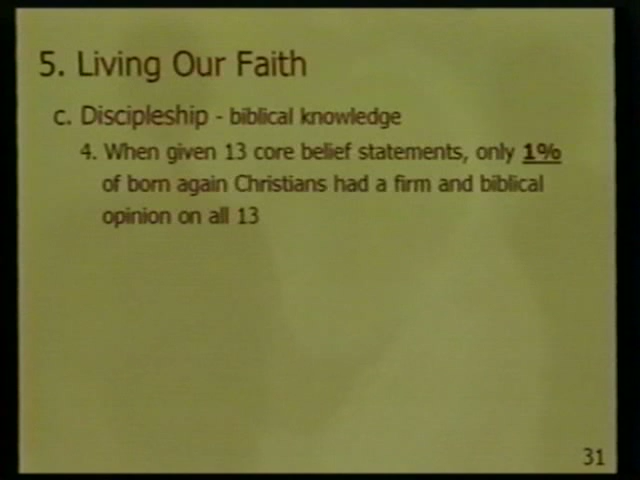 5. Living Our Faith
c. Discipleship - biblical knowledge
4. When given 13 core belief statements, only 1%
of born again Christians had a firm and biblical
opinion on all 13
31